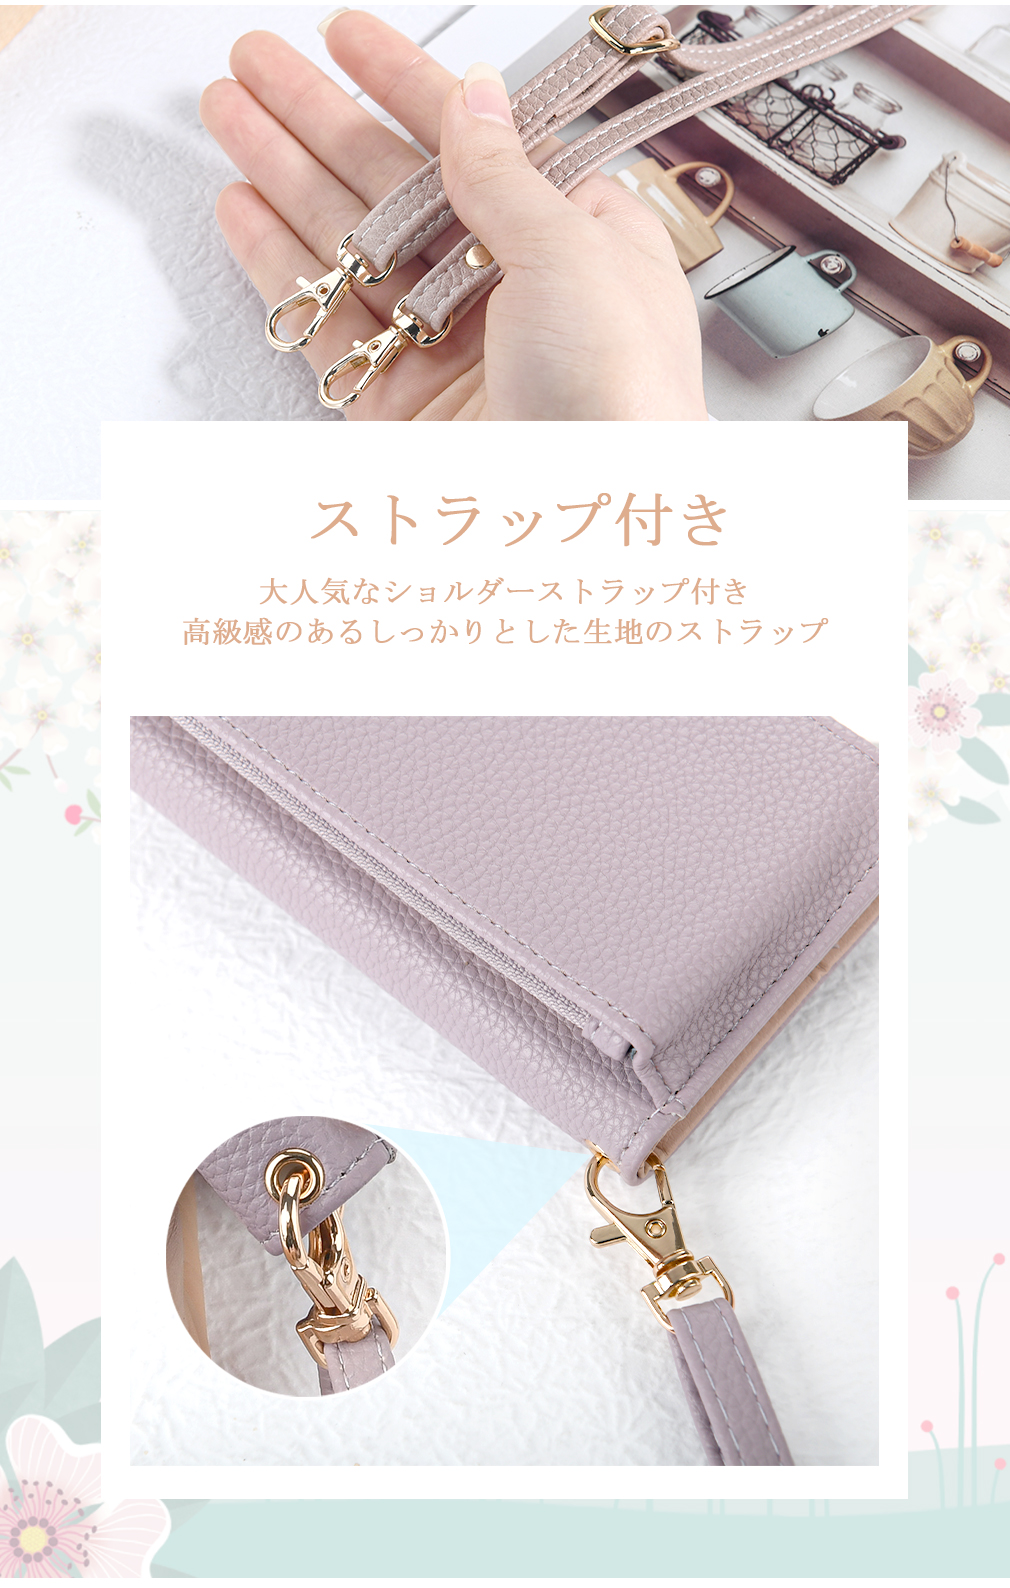 ストラップ付き
大人気なショルダーストラップ付き
高級感のあるしっかりとした生地のストラップ